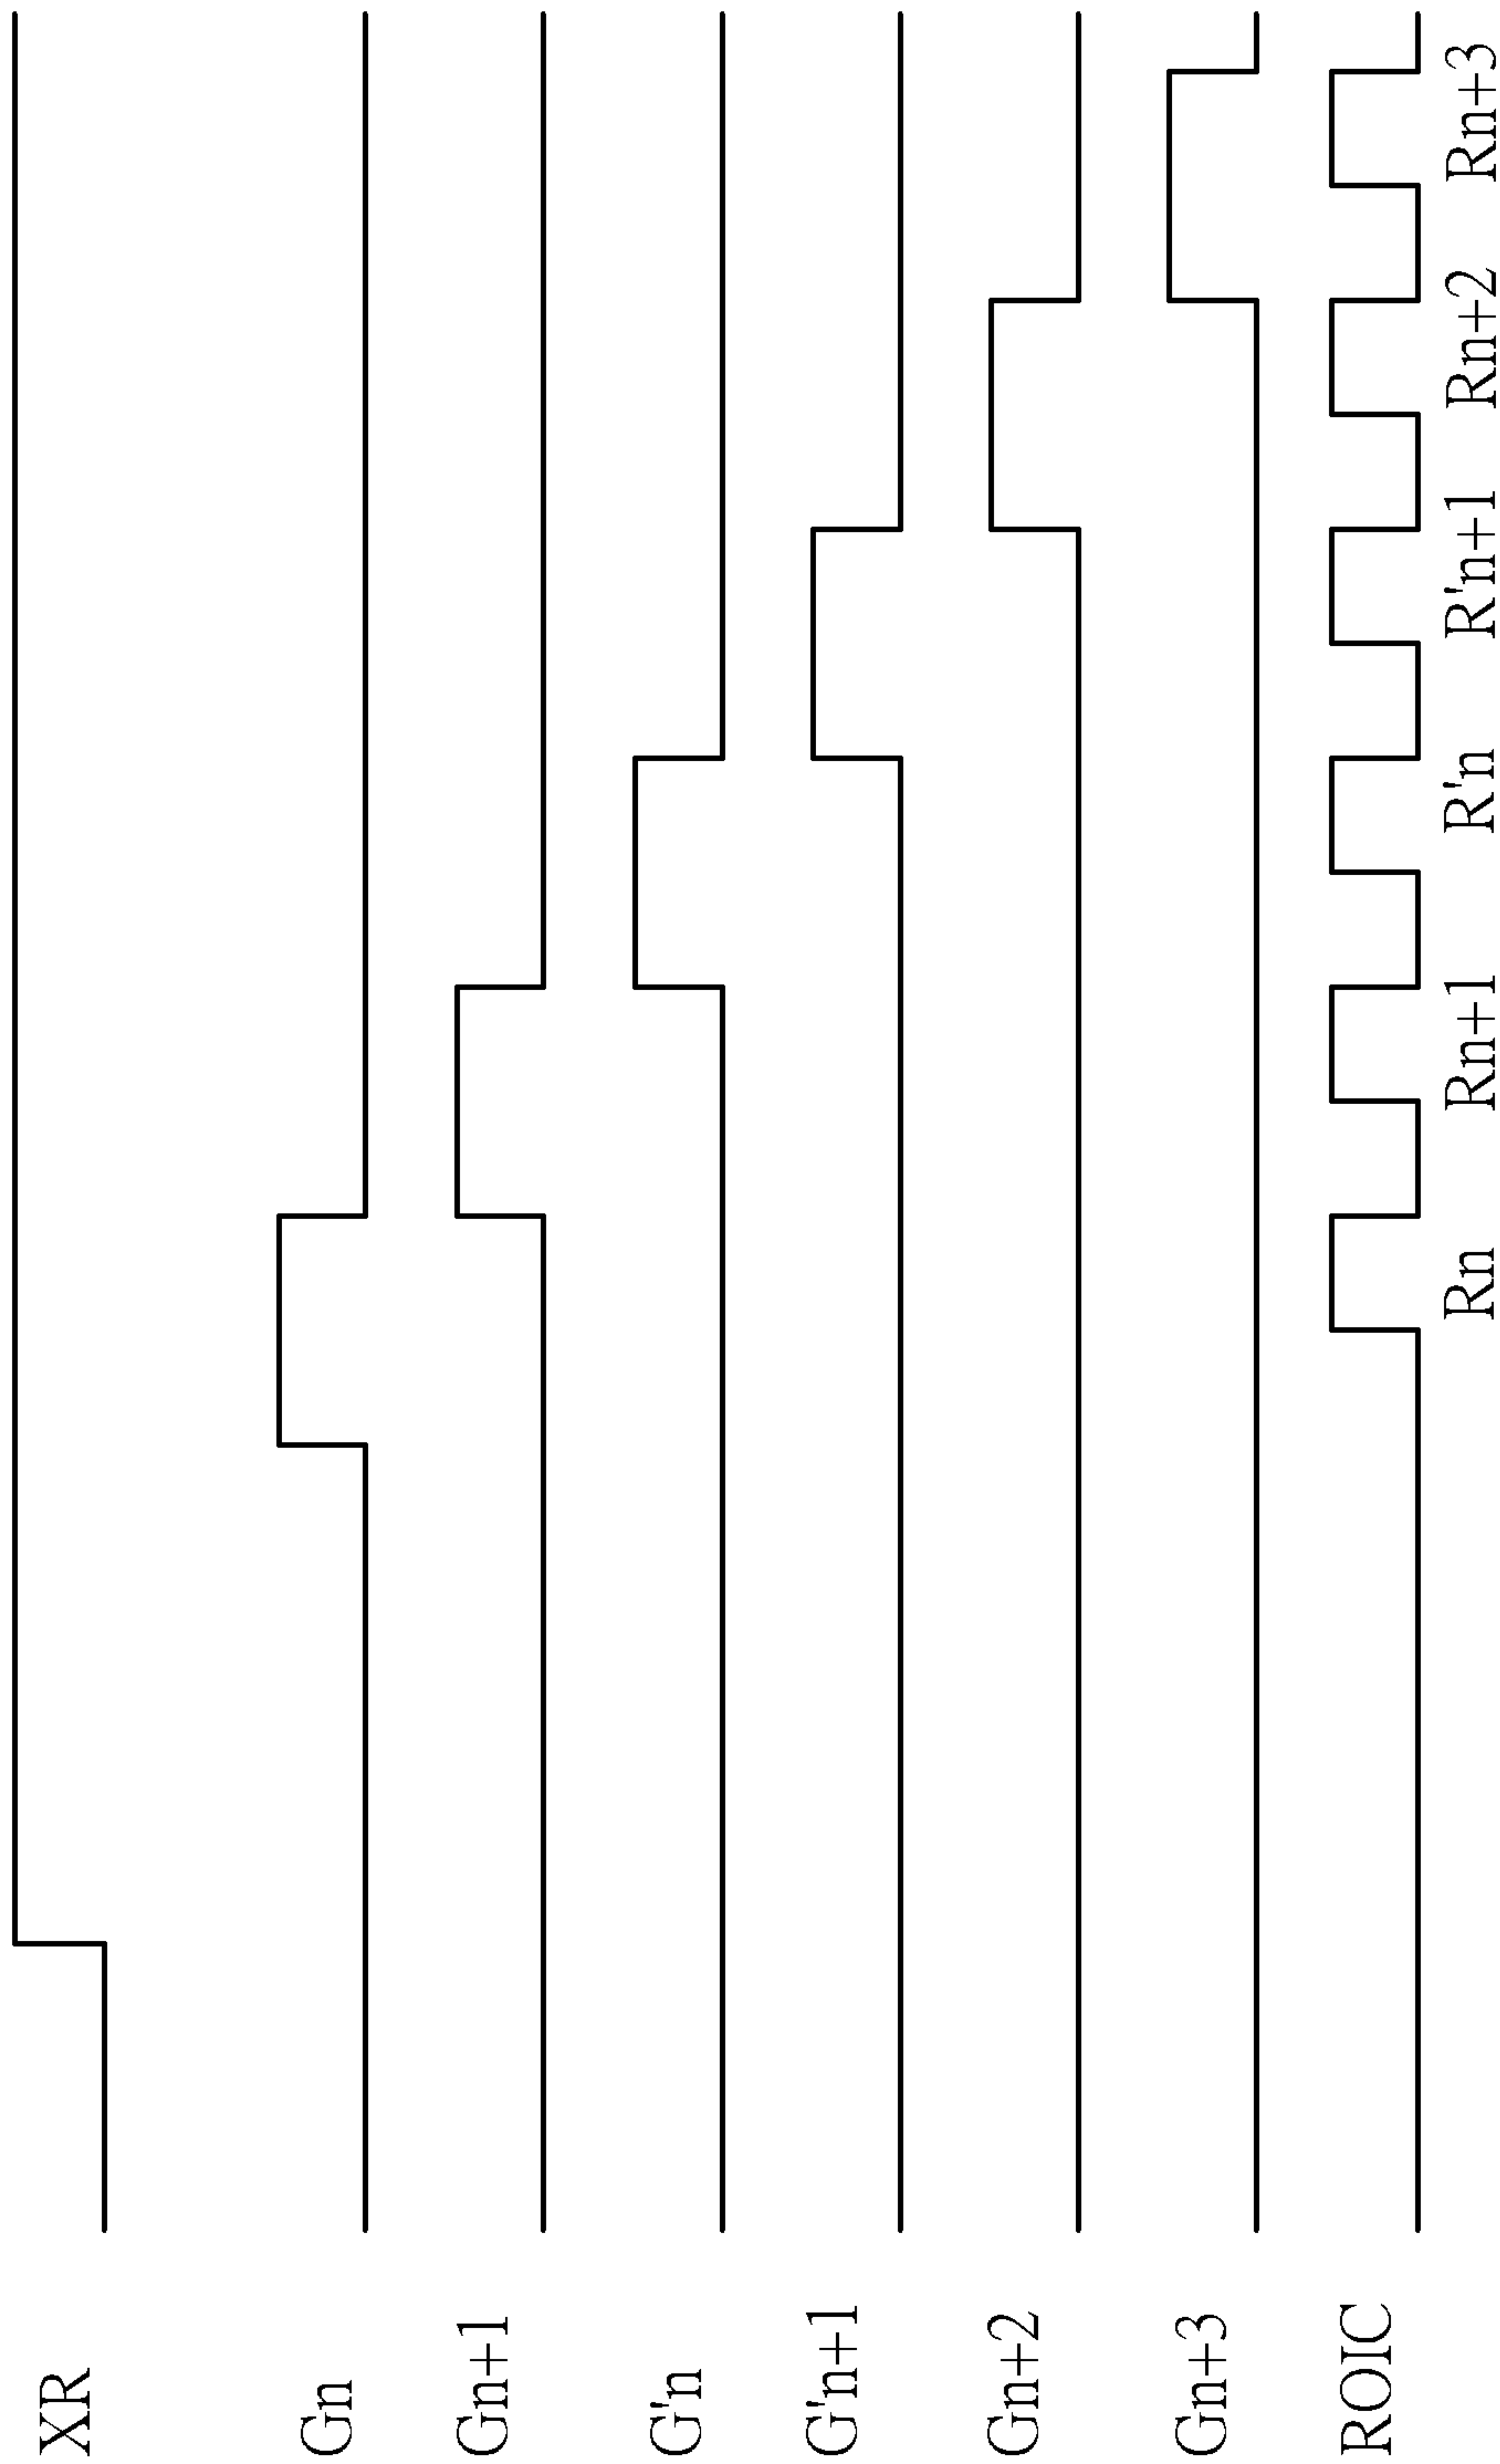 XR
Gn
Gn+1
G'n
G'n+1
Gn+2
Gn+3
ROIC
Rn
Rn+1
R'n
R'n+1
Rn+2
Rn+3